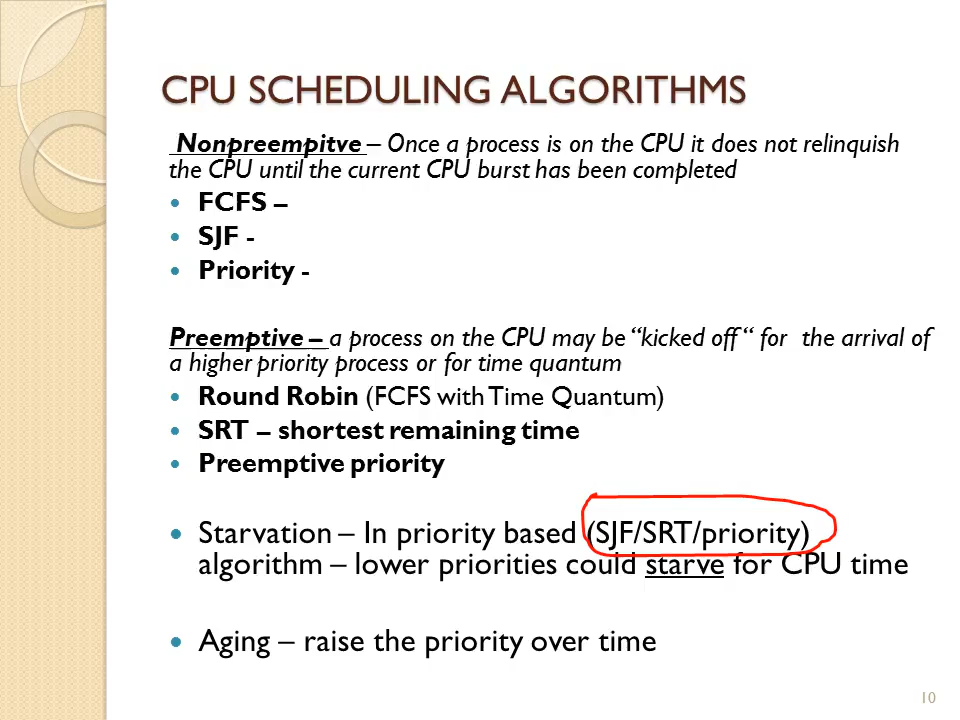 CPU SCHEDULING ALGORITHMS
Nonpreempitve – Once a process is on the CPU it does not relinquish
the CPU until the current CPU burst has been completed
• FCFS –
• SJF -
• Priority -
Preemptive – a process on the CPU may be “kicked off “ for the arrival of
a higher priority process or for time quantum
• Round Robin (FCFS with Time Quantum)
• SRT – shortest remaining time
• Preemptive priority
• Starvation – In priority based (SJF/SRT/priority)
algorithm – lower priorities could starve for CPU time
• Aging – raise the priority over time
10